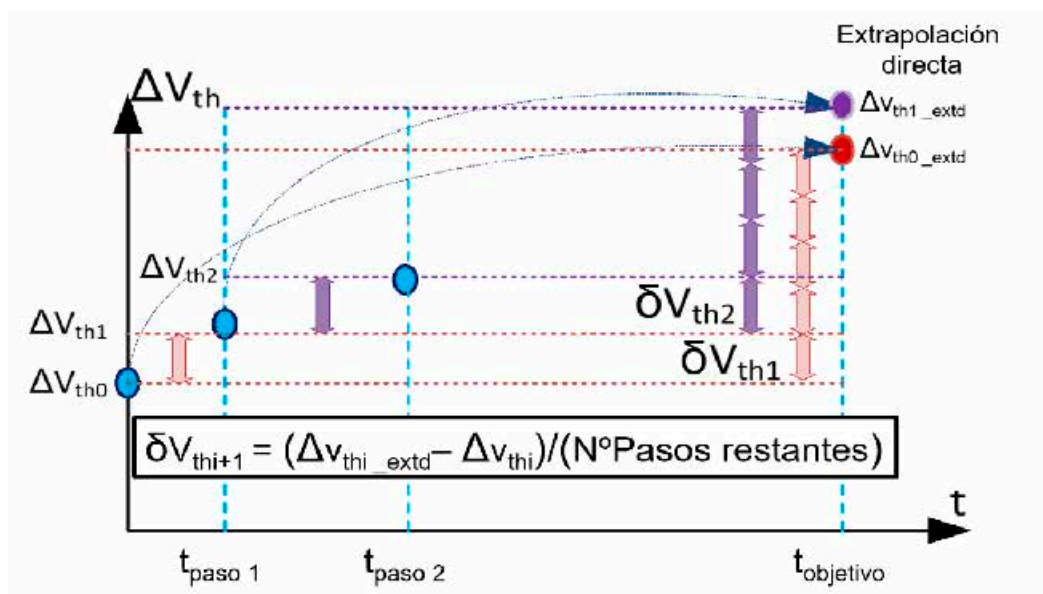 Extrapolación
directa
ΔVth
Δvth1_extd
Δvth0_extd
ΔVth2
δVth2
ΔVth1
δVth1
ΔVth0
δVthi+1 = (Δvthi_extd– Δvthi)/(NºPasos restantes)
t
tpaso 1
tpaso 2
tobjetivo